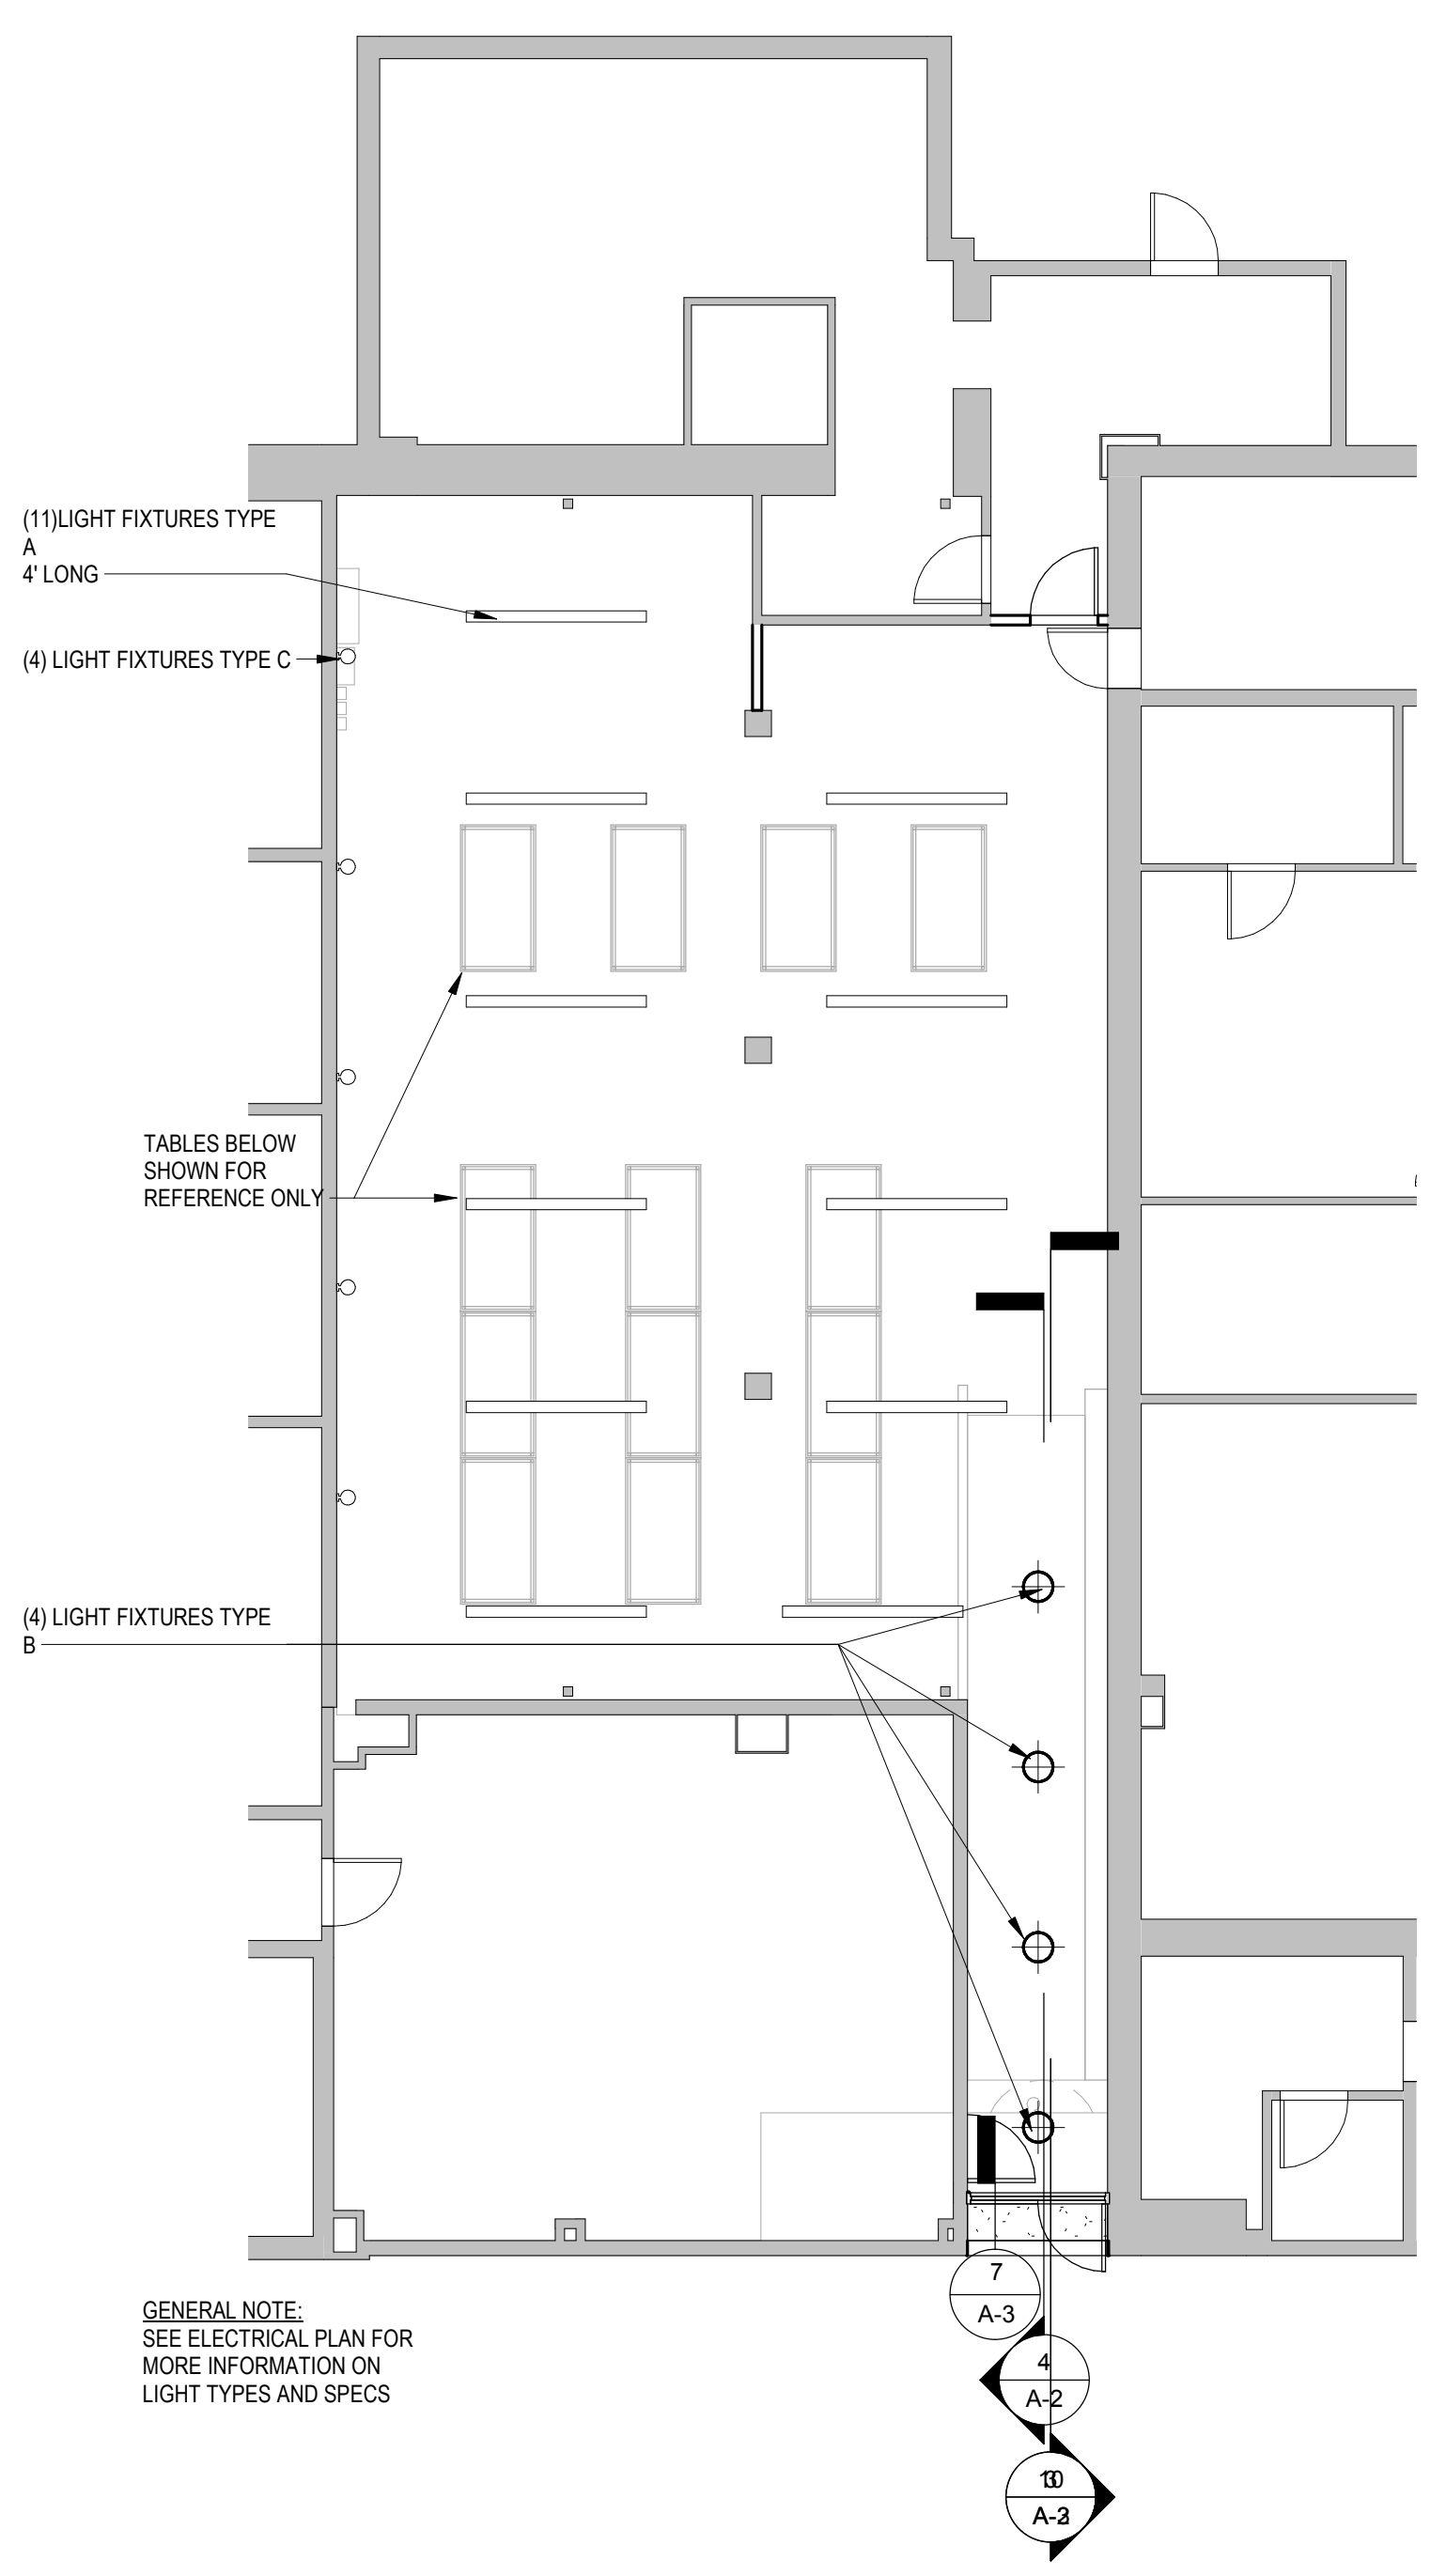 (11)LIGHT FIXTURES TYPE
A
4' LONG
(4) LIGHT FIXTURES TYPE C
TABLES BELOW
SHOWN FOR
REFERENCE ONLY
(4) LIGHT FIXTURES TYPE
B
GENERAL NOTE:
SEE ELECTRICAL PLAN FOR
MORE INFORMATION ON
LIGHT TYPES AND SPECS
7
A-3
4
A-2